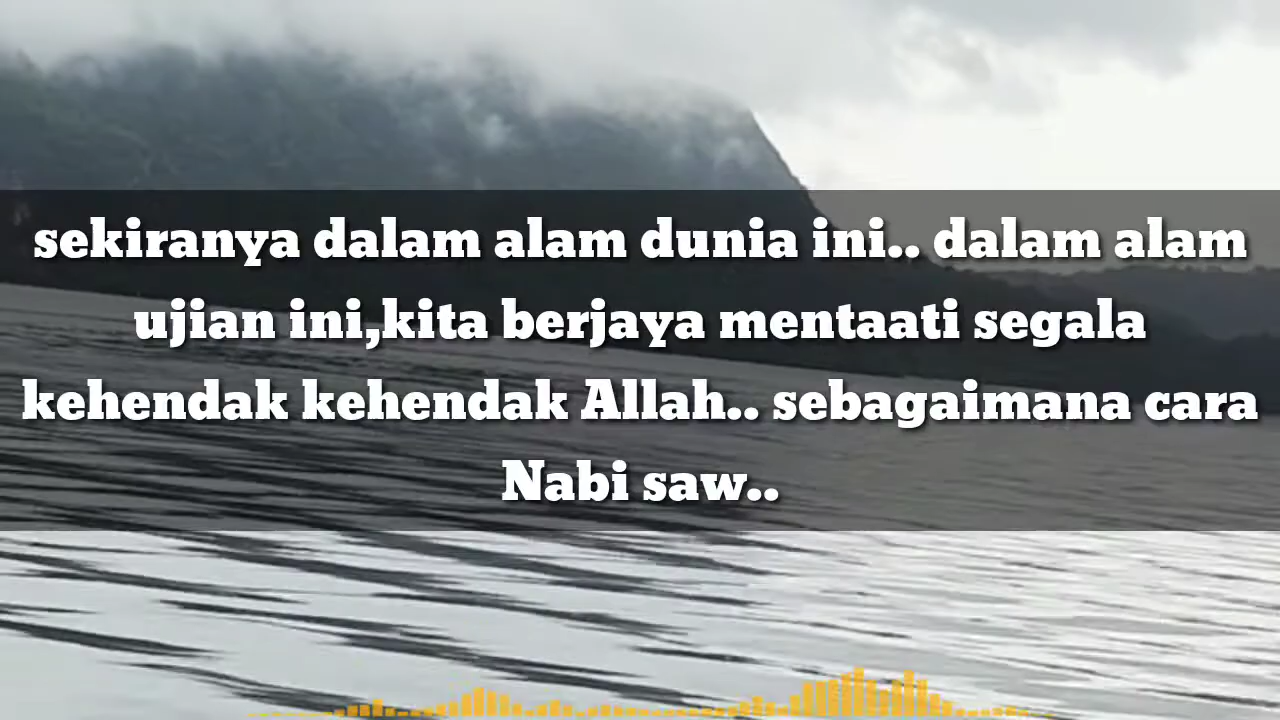 sekiranya dalam alam dunia ini.. dalam alam
ujian ini,kita berjaya mentaati segala
kehendak kehendak Allah.. sebagaimana cara
Nabi saw..